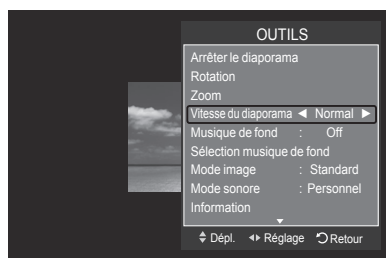 OUTILS
Arrêter le diaporama
Rotation
Zoom
Vitesse du diaporama ◄ Normal ►
Musique de fond : Off
Sélection musique de fond
Mode image : Standard
Mode sonore : Personnel
Information
Dépl. Réglage Retour